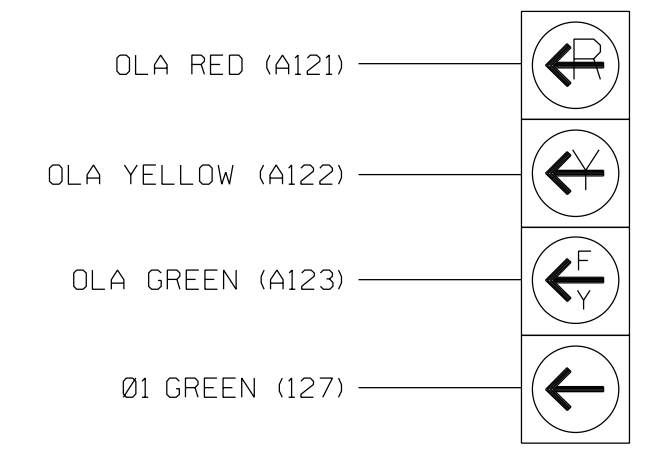 OLA RED (A121)
R
OLA YELLOW (A122)
Y
OLA GREEN (A123)
F
Y
Ø1 GREEN (127)